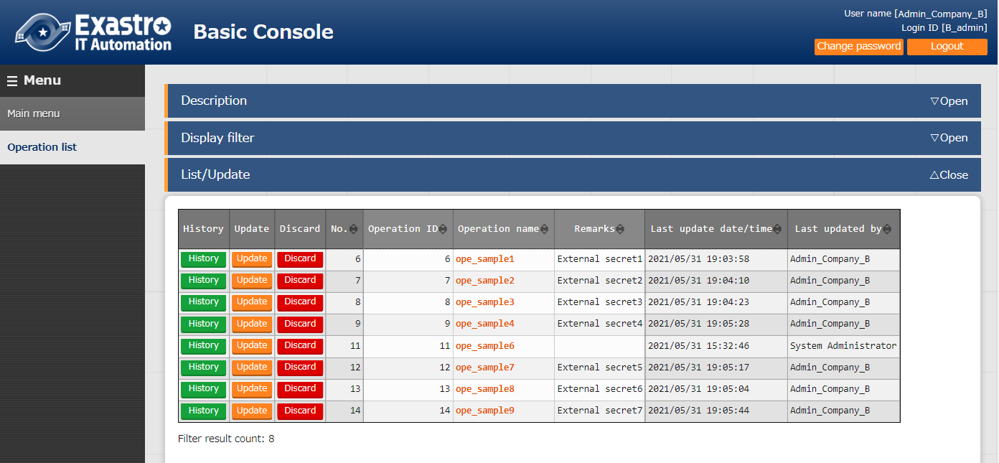 Exastro
IT Automation
Basic Console
User name [Admin_Company_B]
Login ID [B_admin]
Change password
Logout
Menu
Main menu
Operation list
Description ▽Open
Display filter ▽Open
List/Update △Close
History Update Discard No. Operation ID Operation name Remarks Last update date/time Last updated by
History Update Discard 6 6 ope_sample1 External secret1 2021/05/31 19:03:58 Admin_Company_B
History Update Discard 7 7 ope_sample2 External secret2 2021/05/31 19:04:10 Admin_Company_B
History Update Discard 8 8 ope_sample3 External secret3 2021/05/31 19:04:23 Admin_Company_B
History Update Discard 9 9 ope_sample4 External secret4 2021/05/31 19:05:28 Admin_Company_B
History Update Discard 11 11 ope_sample6 2021/05/31 15:32:46 System Administrator
History Update Discard 12 12 ope_sample7 External secret5 2021/05/31 19:05:17 Admin_Company_B
History Update Discard 13 13 ope_sample8 External secret6 2021/05/31 19:05:04 Admin_Company_B
History Update Discard 14 14 ope_sample9 External secret7 2021/05/31 19:05:44 Admin_Company_B
Filter result count: 8